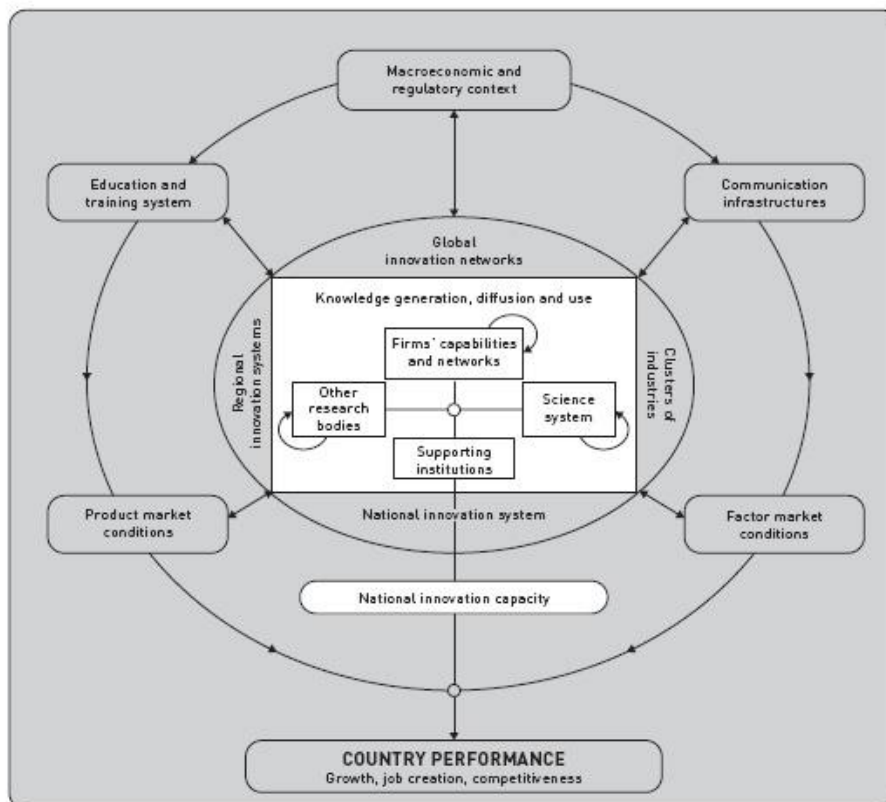 Macroeconomic and
regulatory context
Education and
training system
Communication
infrastructures
Global
innovation networks
Knowledge generation, diffusion and use
Firms' capabilities
and networks
Regional
innovation systems
Clusters of
industries
Other
research
bodies
Science
system
Supporting
institutions
Product market
conditions
National innovation system
Factor market
conditions
National innovation capacity
COUNTRY PERFORMANCE
Growth, job creation, competitiveness